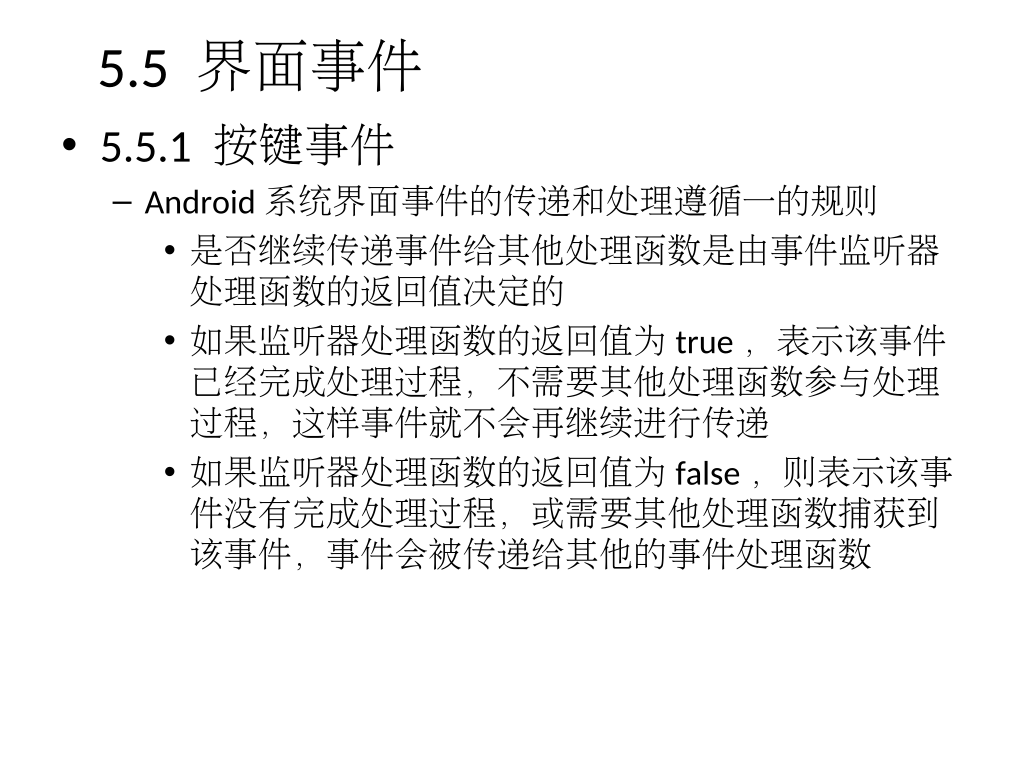 5.5 界面事件
• 5.5.1 按键事件
– Android 系统界面事件的传递和处理遵循一的规则
• 是否继续传递事件给其他处理函数是由事件监听器
处理函数的返回值决定的
• 如果监听器处理函数的返回值为 true ，表示该事件
已经完成处理过程，不需要其他处理函数参与处理
过程，这样事件就不会再继续进行传递
• 如果监听器处理函数的返回值为 false ，则表示该事
件没有完成处理过程，或需要其他处理函数捕获到
该事件，事件会被传递给其他的事件处理函数